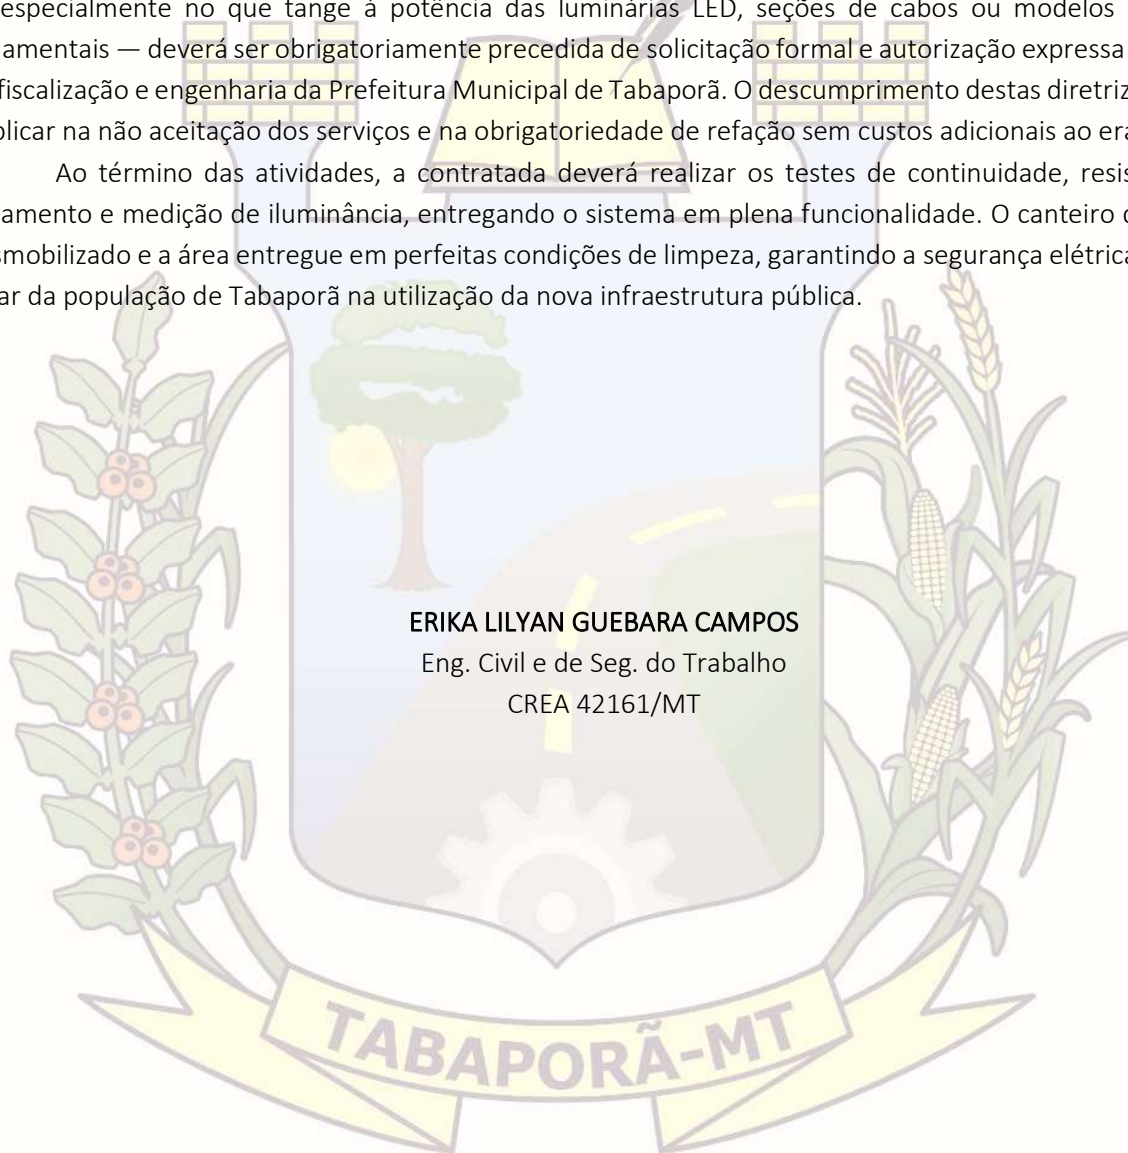 especialmente no que tange à potência das luminárias LED, seções de cabos ou modelos
amentais — deverá ser obrigatoriamente precedida de solicitação formal e autorização expressa
fiscalização e engenharia da Prefeitura Municipal de Tabaporã. O descumprimento destas diretriz
plicar na não aceitação dos serviços e na obrigatoriedade de refação sem custos adicionais ao erá
Ao término das atividades, a contratada deverá realizar os testes de continuidade, resis
amento e medição de iluminância, entregando o sistema em plena funcionalidade. O canteiro d
smobilizado e a área entregue em perfeitas condições de limpeza, garantindo a segurança elétrica
ar da população de Tabaporã na utilização da nova infraestrutura pública.
ERIKA LILYAN GUEBARA CAMPOS
Eng. Civil e de Seg. do Trabalho
CREA 42161/MT
TABAPORÃ-MT